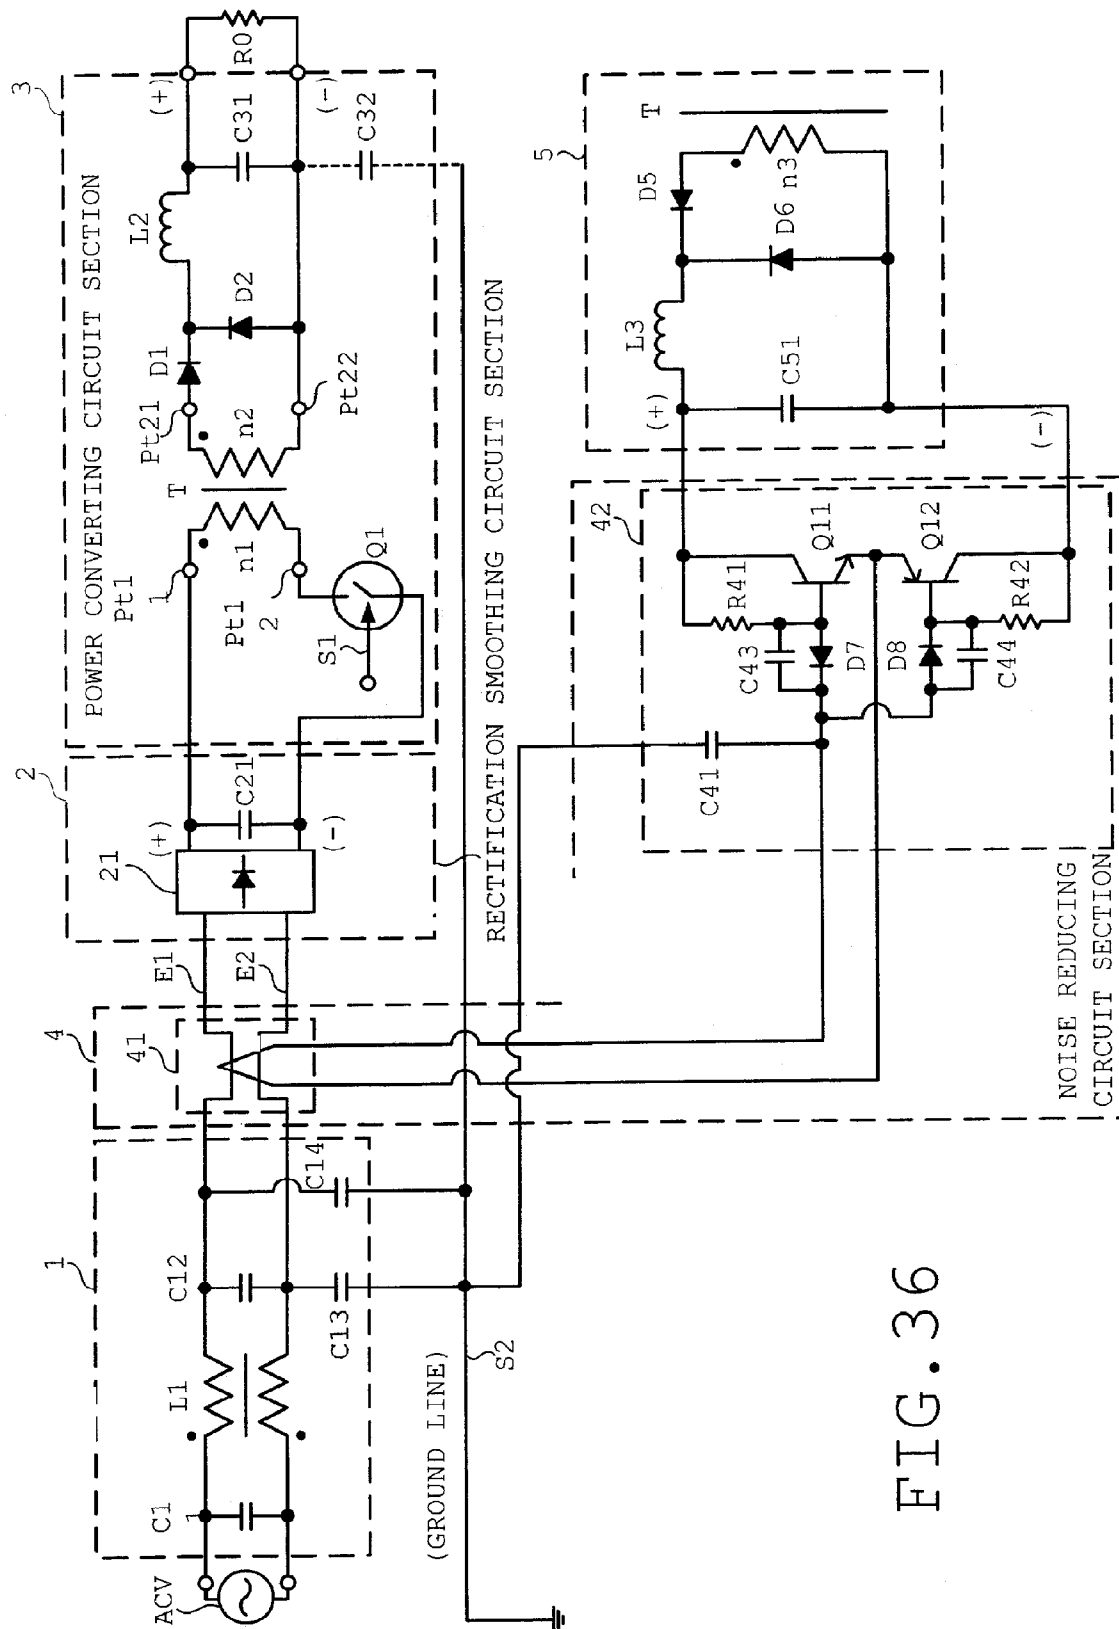 3
POWER CONVERTING CIRCUIT SECTION
(+)
(-)
R0
C31
C32
L2
D2
D1
Pt21
Pt22
n2
T
n1
Pt1
1
Pt1
2
Q1
S1
2
21
(+)
(-)
C21
RECTIFICATION SMOOTHING CIRCUIT SECTION
E1
E2
4
41
1
C14
C12
C13
L1
C1
1
ACV
(GROUND LINE)
S2
5
T
n3
D5
D6
L3
C51
(+)
(-)
42
Q11
Q12
R41
R42
C43
D7
D8
C44
C41
NOISE REDUCING
CIRCUIT SECTION
FIG.36